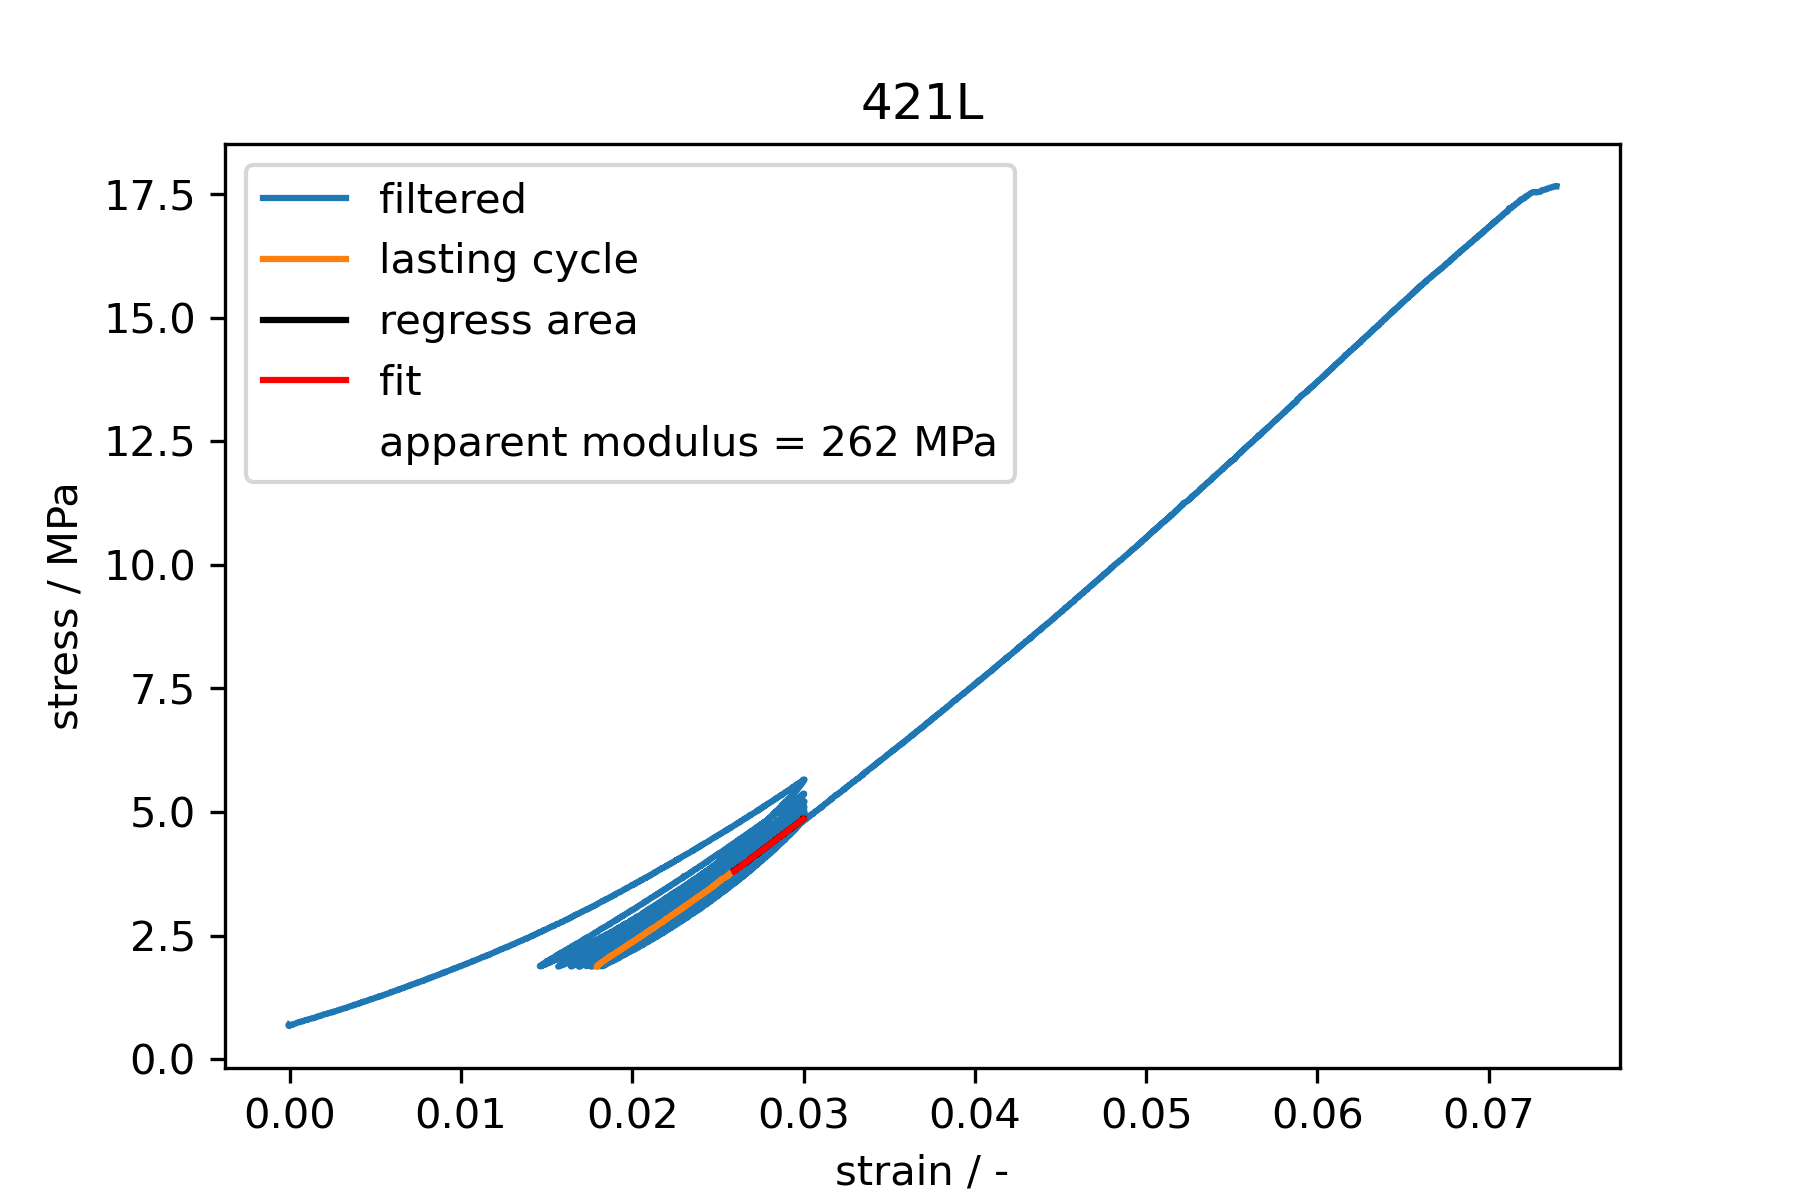 421L
filtered
lasting cycle
regress area
fit
apparent modulus = 262 MPa
stress / MPa
17.5
15.0
12.5
10.0
7.5
5.0
2.5
0.0
0.00 0.01 0.02 0.03 0.04 0.05 0.06 0.07
strain / -